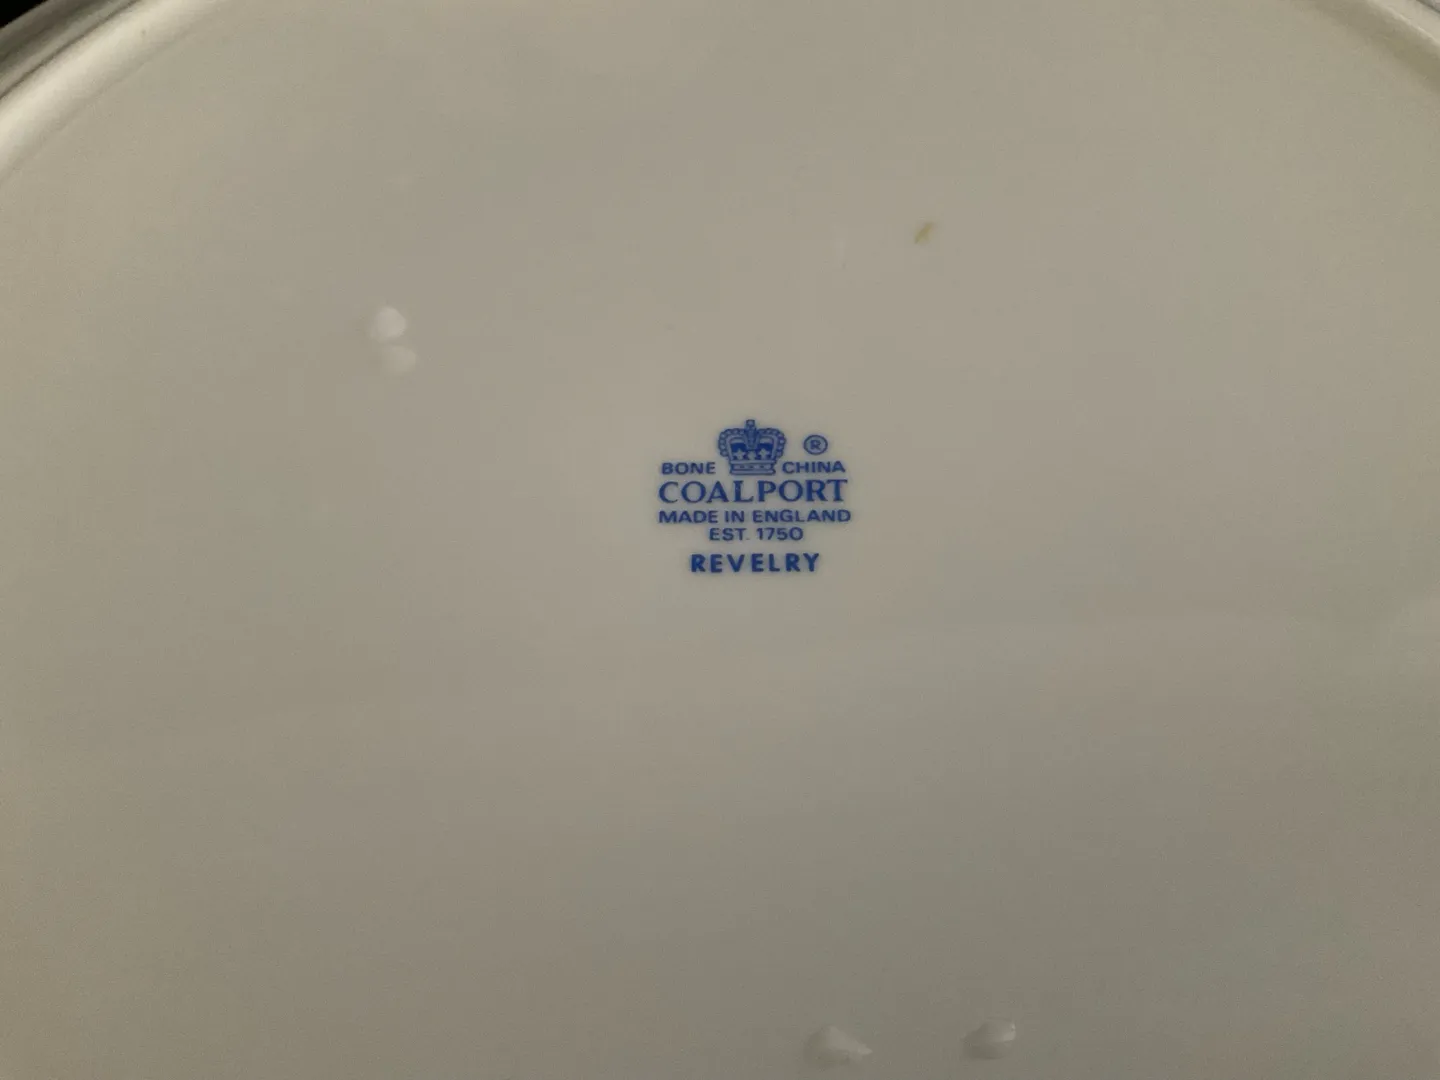 ®
BONE CHINA
COALPORT
MADE IN ENGLAND
EST. 1750
REVELRY